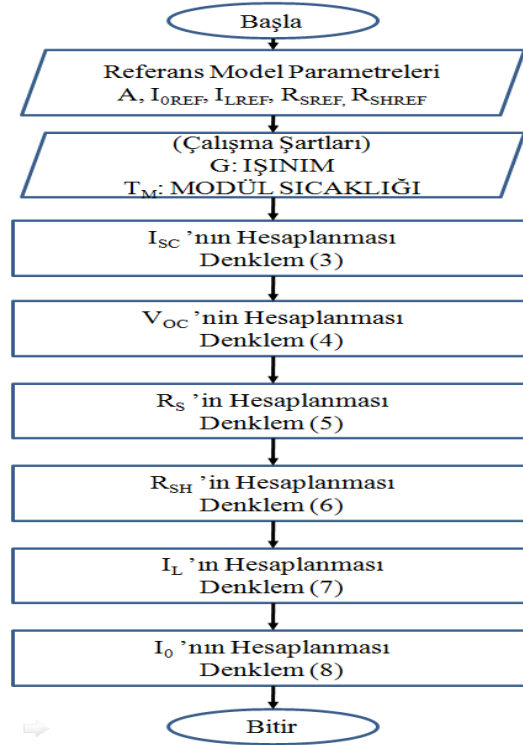 Başla
Referans Model Parametreleri
A, I0REF, ILREF, RSREF, RSHREF
(Çalışma Şartları)
G: IŞINIM
TM: MODÜL SICAKLIĞI
ISC 'nın Hesaplanması
Denklem (3)
VOC 'nin Hesaplanması
Denklem (4)
RS 'in Hesaplanması
Denklem (5)
RSH 'in Hesaplanması
Denklem (6)
IL 'ın Hesaplanması
Denklem (7)
I0 'nın Hesaplanması
Denklem (8)
Bitir